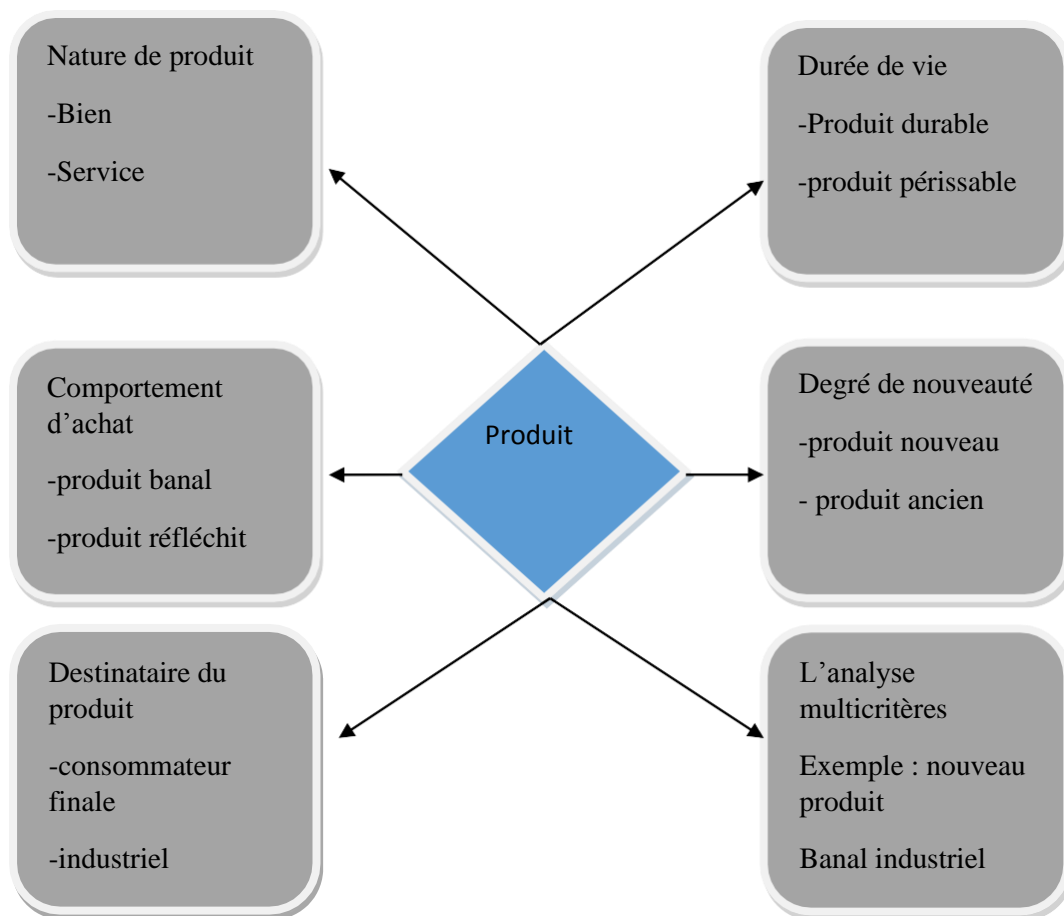 Nature de produit
-Bien
-Service
Durée de vie
-Produit durable
-produit périssable
Comportement
d’achat
-produit banal
-produit réfléchit
Produit
Degré de nouveauté
-produit nouveau
- produit ancien
Destinataire du
produit
-consommateur
finale
-industriel
L’analyse
multicritères
Exemple : nouveau
produit
Banal industriel